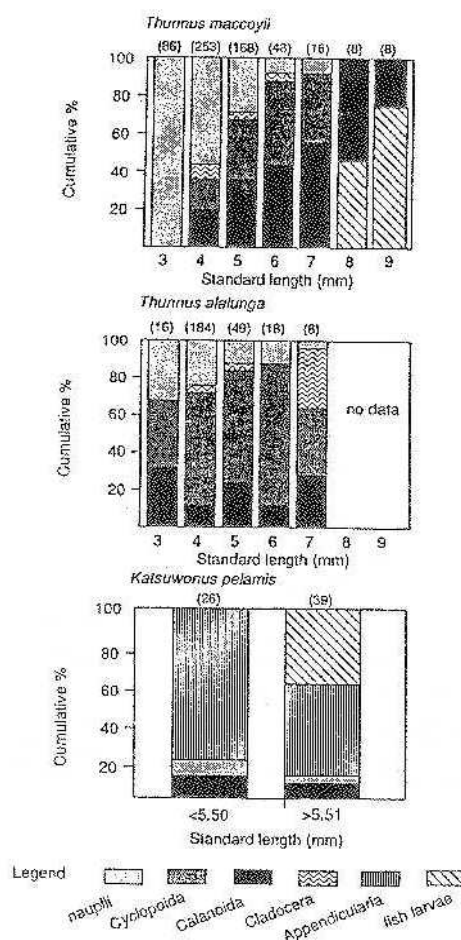 Thunnus maccoyii
(86) (253) (168) (43) (16) (8) (8)
Cumulative %
100
80
60
40
20
3 4 5 6 7 8 9
Standard length (mm)
Thunnus alalunga
(16) (184) (49) (18) (6)
Cumulative %
100
80
60
40
20
no data
3 4 5 6 7 8 9
Standard length (mm)
Katsuwonus pelamis
(26) (39)
Cumulative %
100
80
60
40
20
<5.50 >5.51
Standard length (mm)
Legend
nauplii Cyclopoida Calanoida Cladocera Appendicularia fish larvae